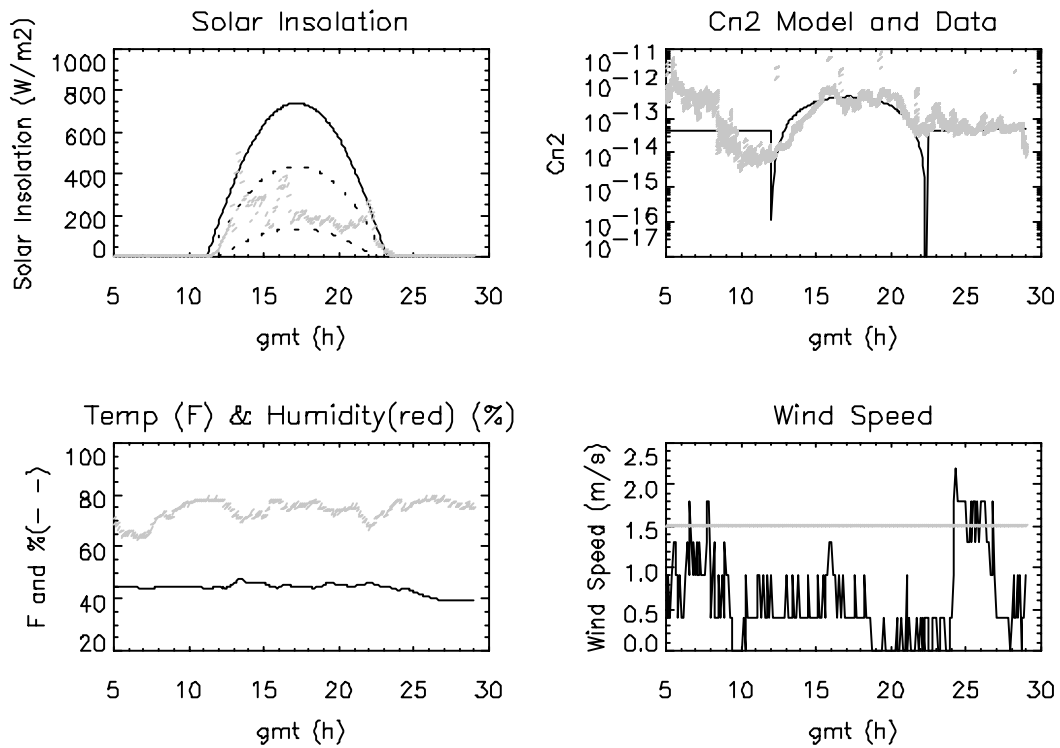 Solar Insolation
Solar Insolation (W/m2)
1000
800
600
400
200
0
5 10 15 20 25 30
gmt (h)
Cn2 Model and Data
Cn2
10-11
10-12
10-13
10-14
10-15
10-16
10-17
5 10 15 20 25 30
gmt (h)
Temp (F) & Humidity(red) (%)
F and %(- -)
100
80
60
40
20
5 10 15 20 25 30
gmt (h)
Wind Speed
Wind Speed (m/s)
2.5
2.0
1.5
1.0
0.5
0.0
5 10 15 20 25 30
gmt (h)